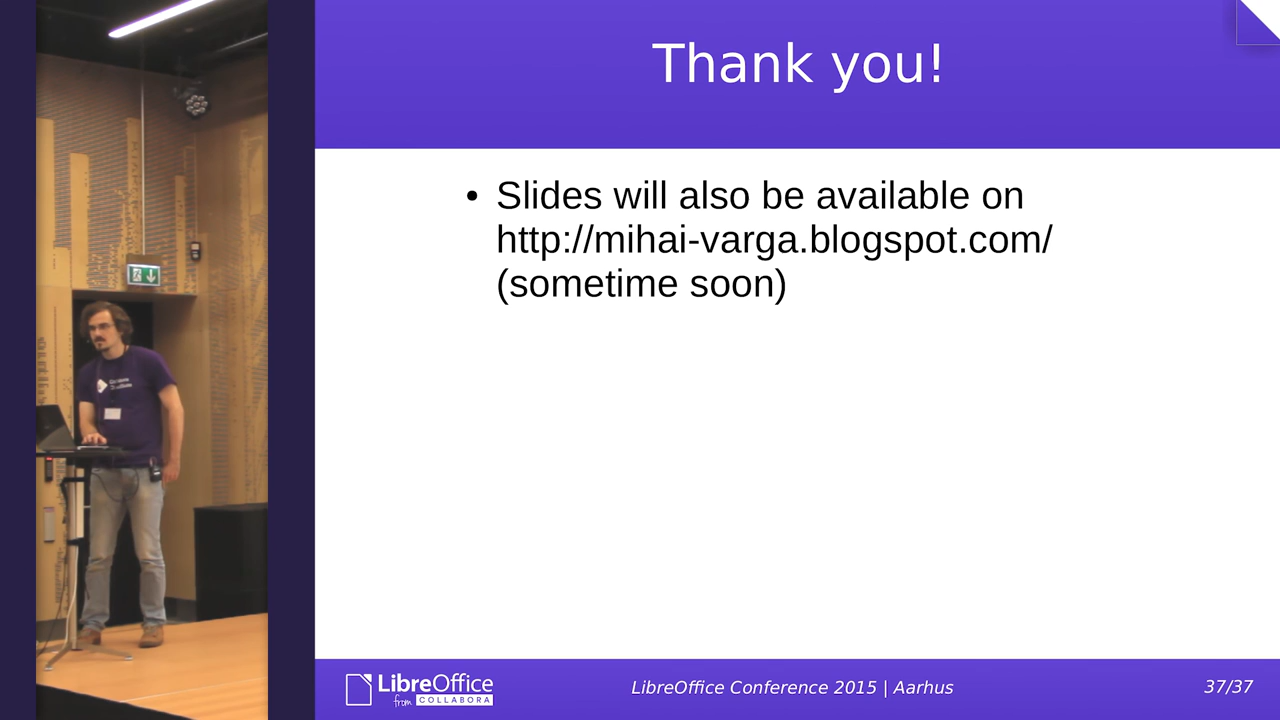 Thank you!
• Slides will also be available on
http://mihai-varga.blogspot.com/
(sometime soon)
LibreOffice
from COLLABORA
LibreOffice Conference 2015 | Aarhus
37/37